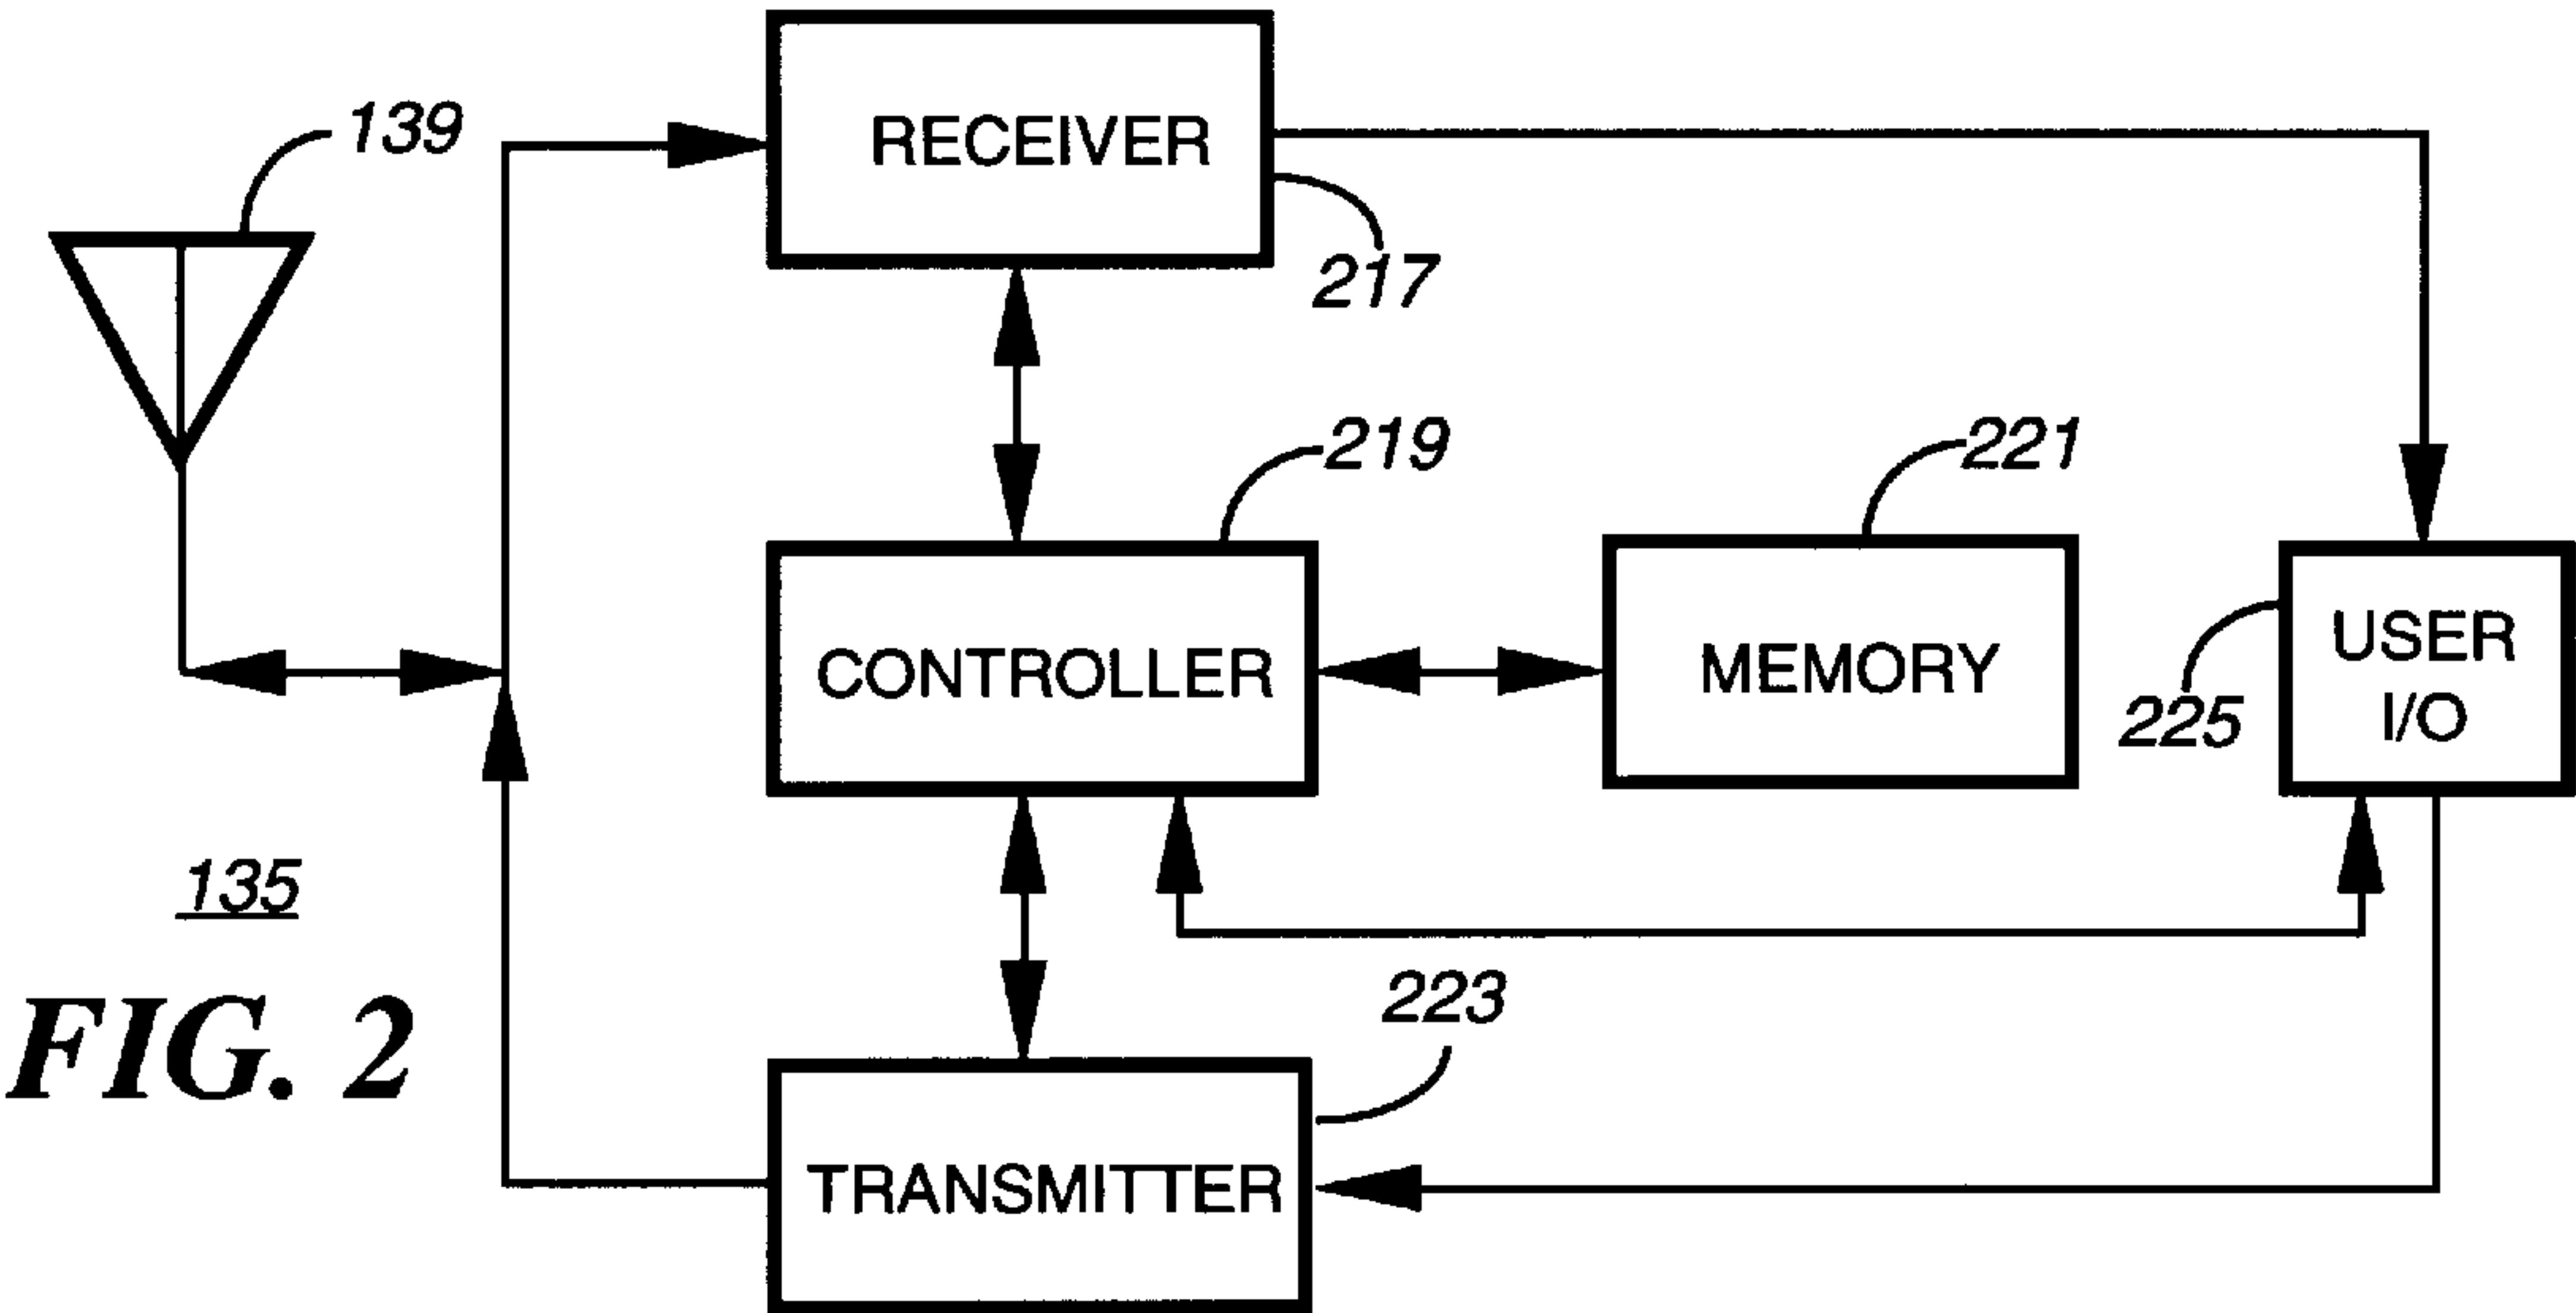 139
RECEIVER
217
219
221
CONTROLLER
MEMORY
USER
I/O
225
135
FIG. 2
223
TRANSMITTER